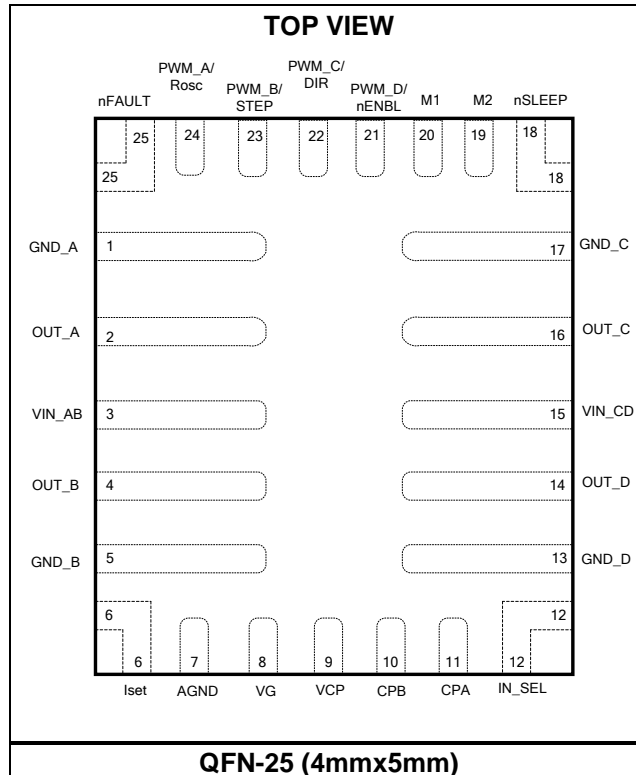 TOP VIEW
nFAULT
PWM_A/
Rosc
PWM_B/
STEP
PWM_C/
DIR
PWM_D/
nENBL
M1
M2
nSLEEP
25
24
23
22
21
20
19
18
25
18
GND_A
1
17
GND_C
OUT_A
2
16
OUT_C
VIN_AB
3
15
VIN_CD
OUT_B
4
14
OUT_D
GND_B
5
13
GND_D
6
12
6
7
8
9
10
11
12
Iset
AGND
VG
VCP
CPB
CPA
IN_SEL
QFN-25 (4mmx5mm)